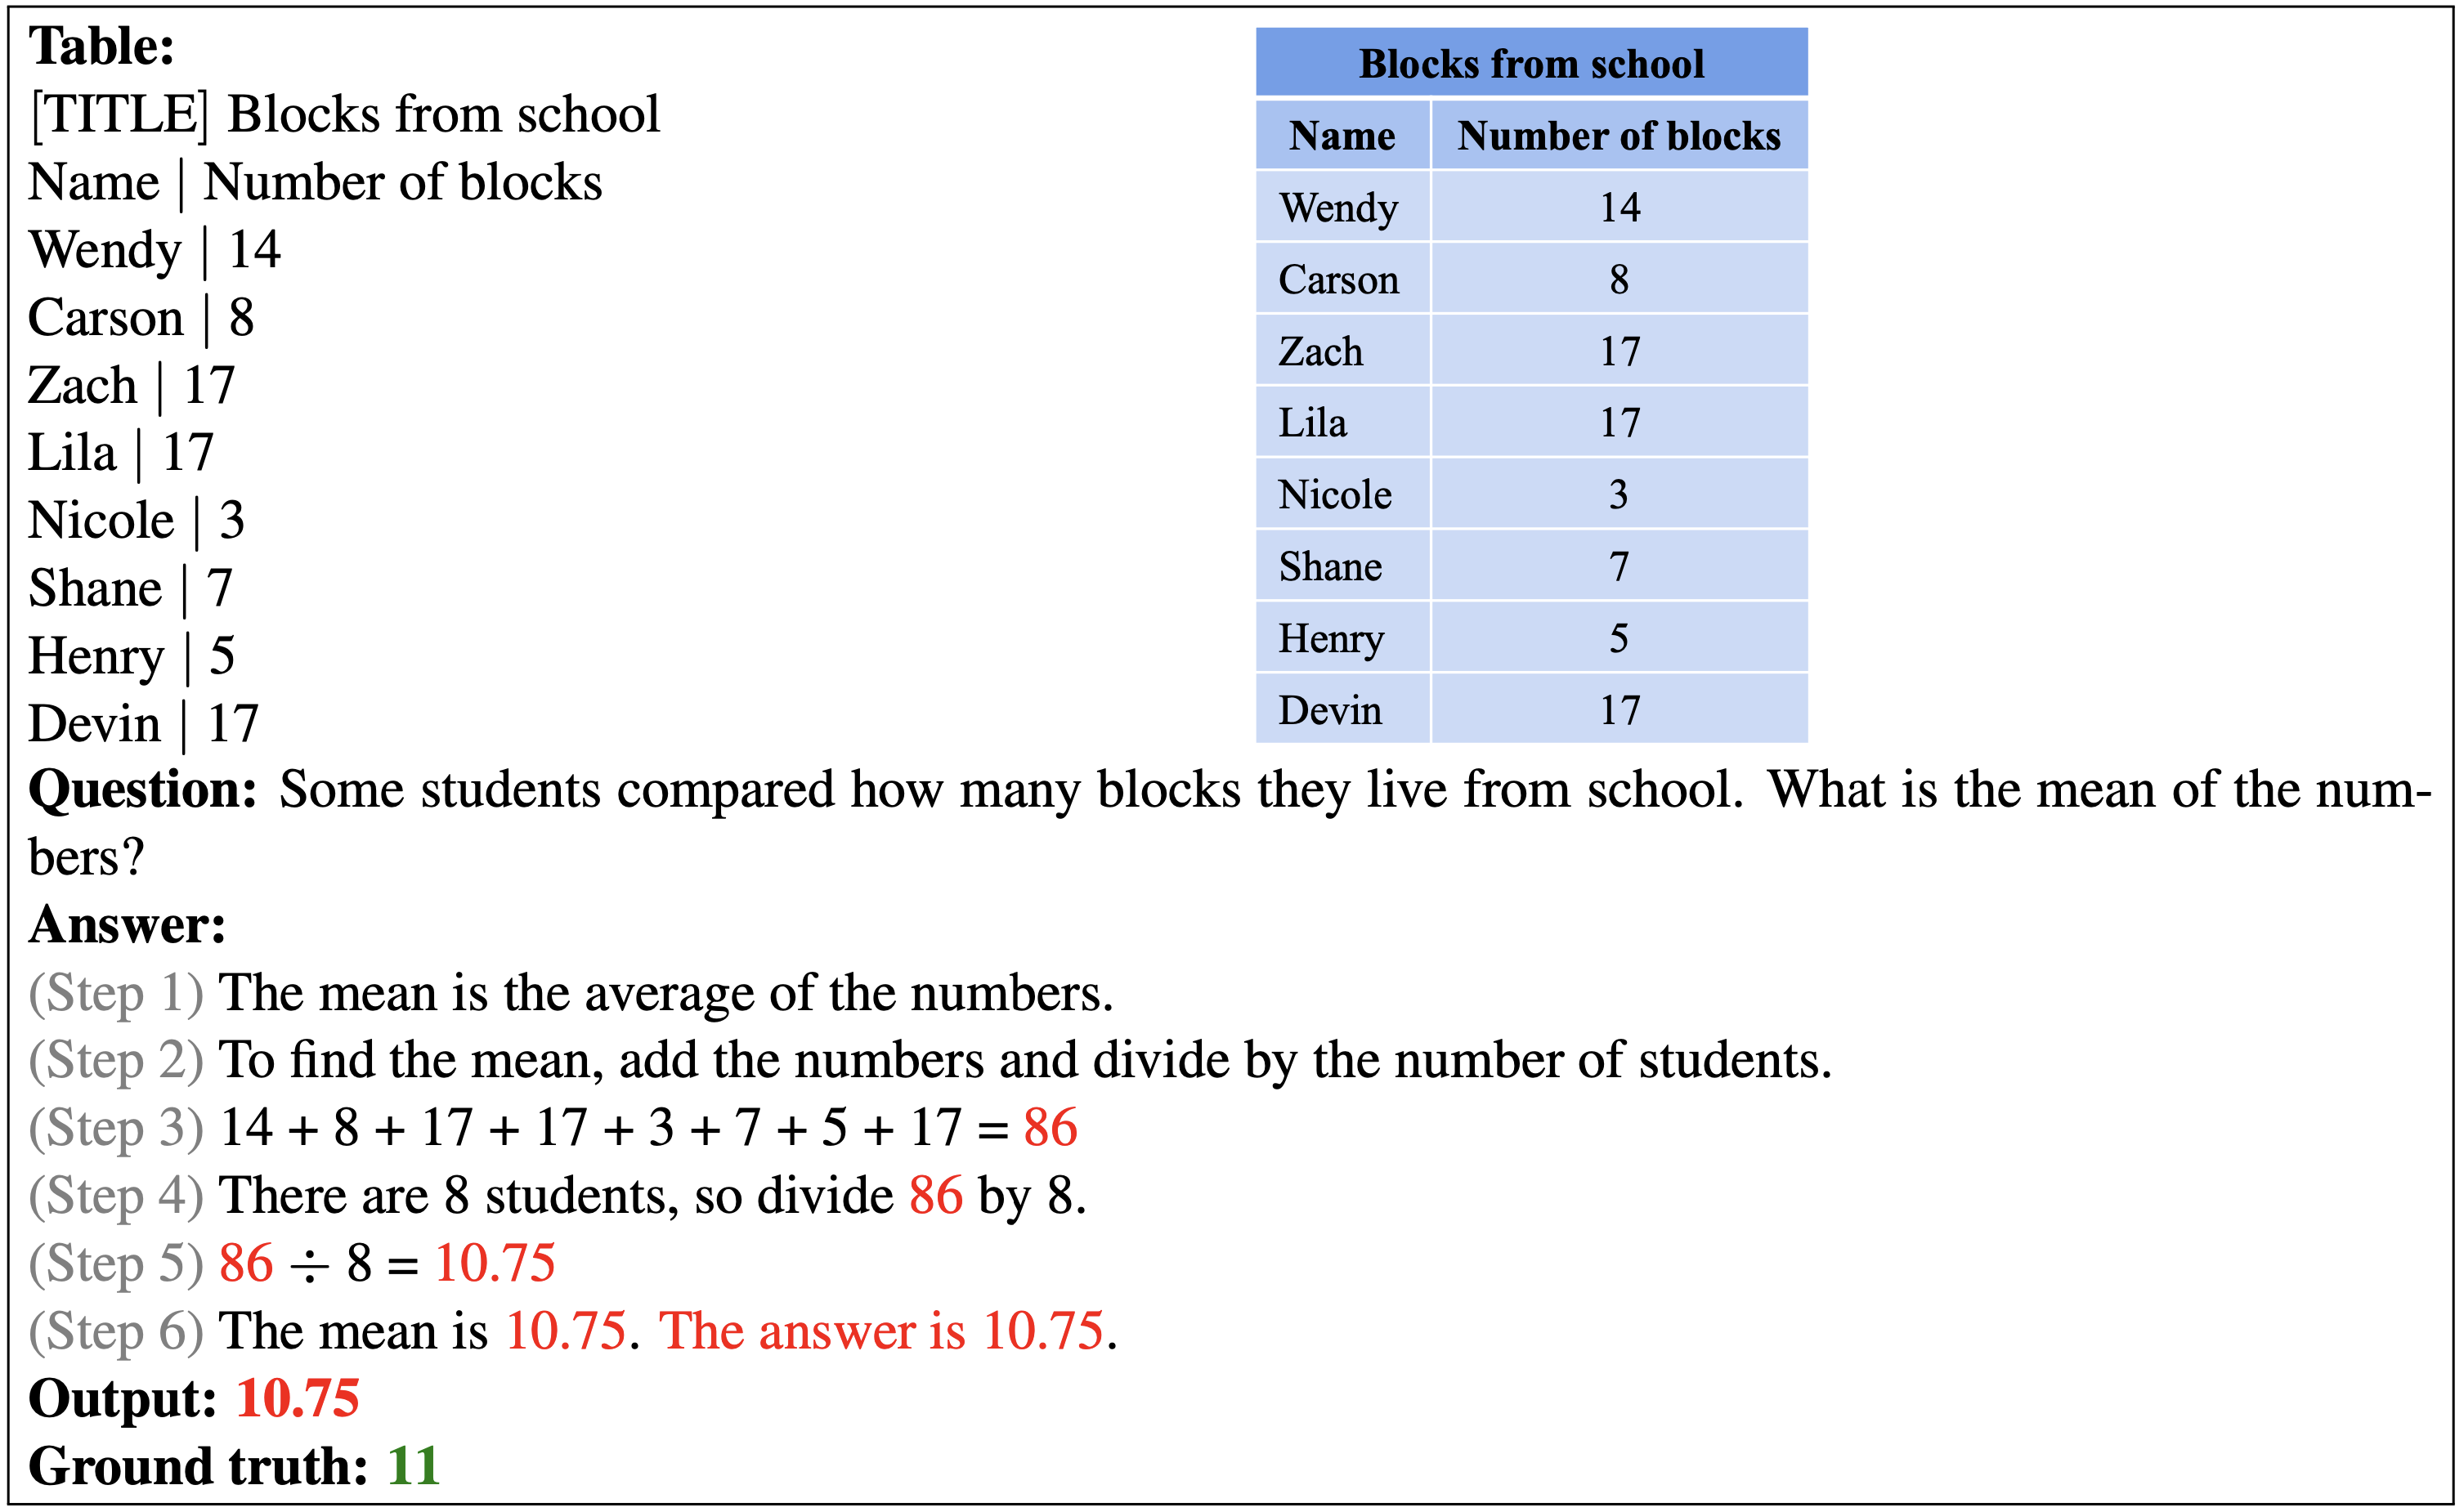 Table:
[TITLE] Blocks from school
Name | Number of blocks
Wendy | 14
Carson | 8
Zach | 17
Lila | 17
Nicole | 3
Shane | 7
Henry | 5
Devin | 17
Blocks from school
Name Number of blocks
Wendy 14
Carson 8
Zach 17
Lila 17
Nicole 3
Shane 7
Henry 5
Devin 17
Question: Some students compared how many blocks they live from school. What is the mean of the num-
bers?
Answer:
(Step 1) The mean is the average of the numbers.
(Step 2) To find the mean, add the numbers and divide by the number of students.
(Step 3) 14 + 8 + 17 + 17 + 3 + 7 + 5 + 17 = 86
(Step 4) There are 8 students, so divide 86 by 8.
(Step 5) 86 ÷ 8 = 10.75
(Step 6) The mean is 10.75. The answer is 10.75.
Output: 10.75
Ground truth: 11